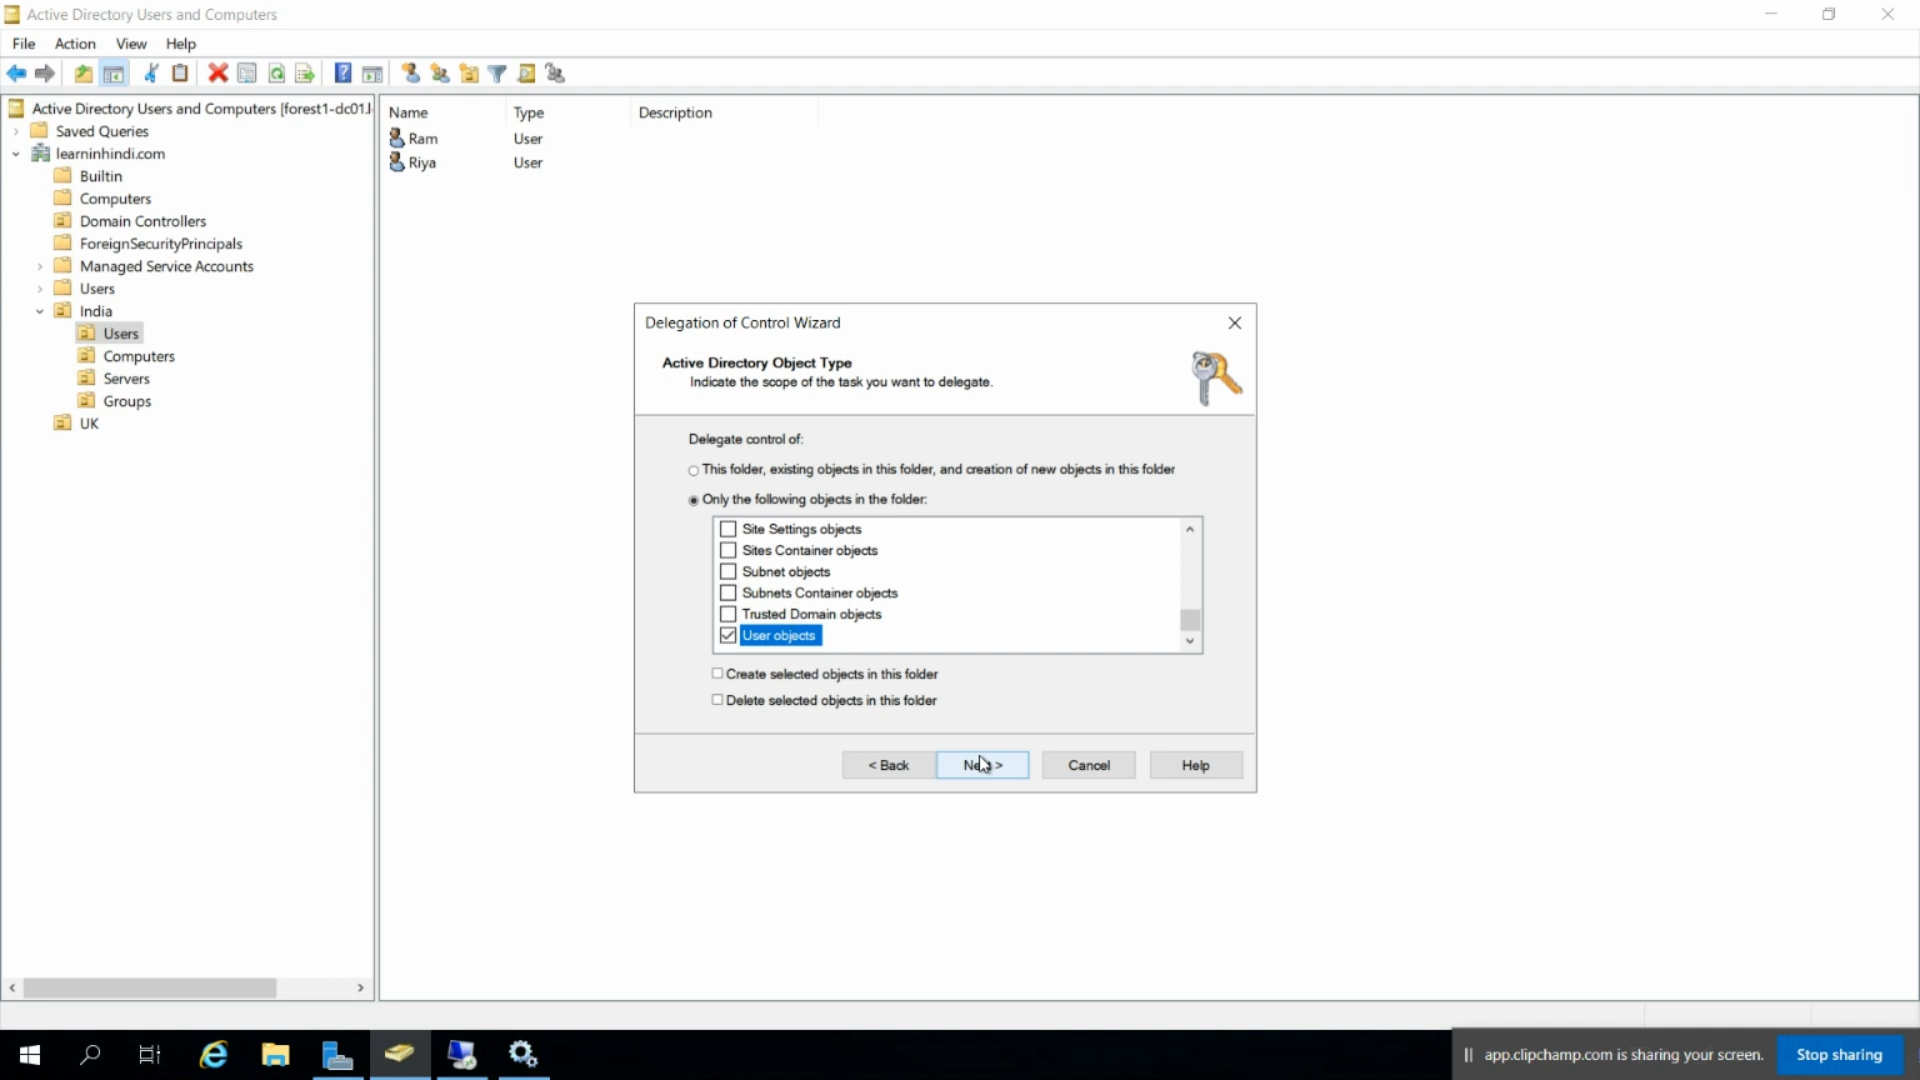 Active Directory Users and Computers
File Action View Help
Active Directory Users and Computers [forest1-dc01.l
Saved Queries
learninhindi.com
Builtin
Computers
Domain Controllers
ForeignSecurityPrincipals
Managed Service Accounts
Users
India
Users
Computers
Servers
Groups
UK
Name Type Description
Ram User
Riya User
Delegation of Control Wizard
Active Directory Object Type
Indicate the scope of the task you want to delegate.
Delegate control of:
This folder, existing objects in this folder, and creation of new objects in this folder
Only the following objects in the folder:
Site Settings objects
Sites Container objects
Subnet objects
Subnets Container objects
Trusted Domain objects
User objects
Create selected objects in this folder
Delete selected objects in this folder
< Back Next > Cancel Help
app.clipchamp.com is sharing your screen. Stop sharing